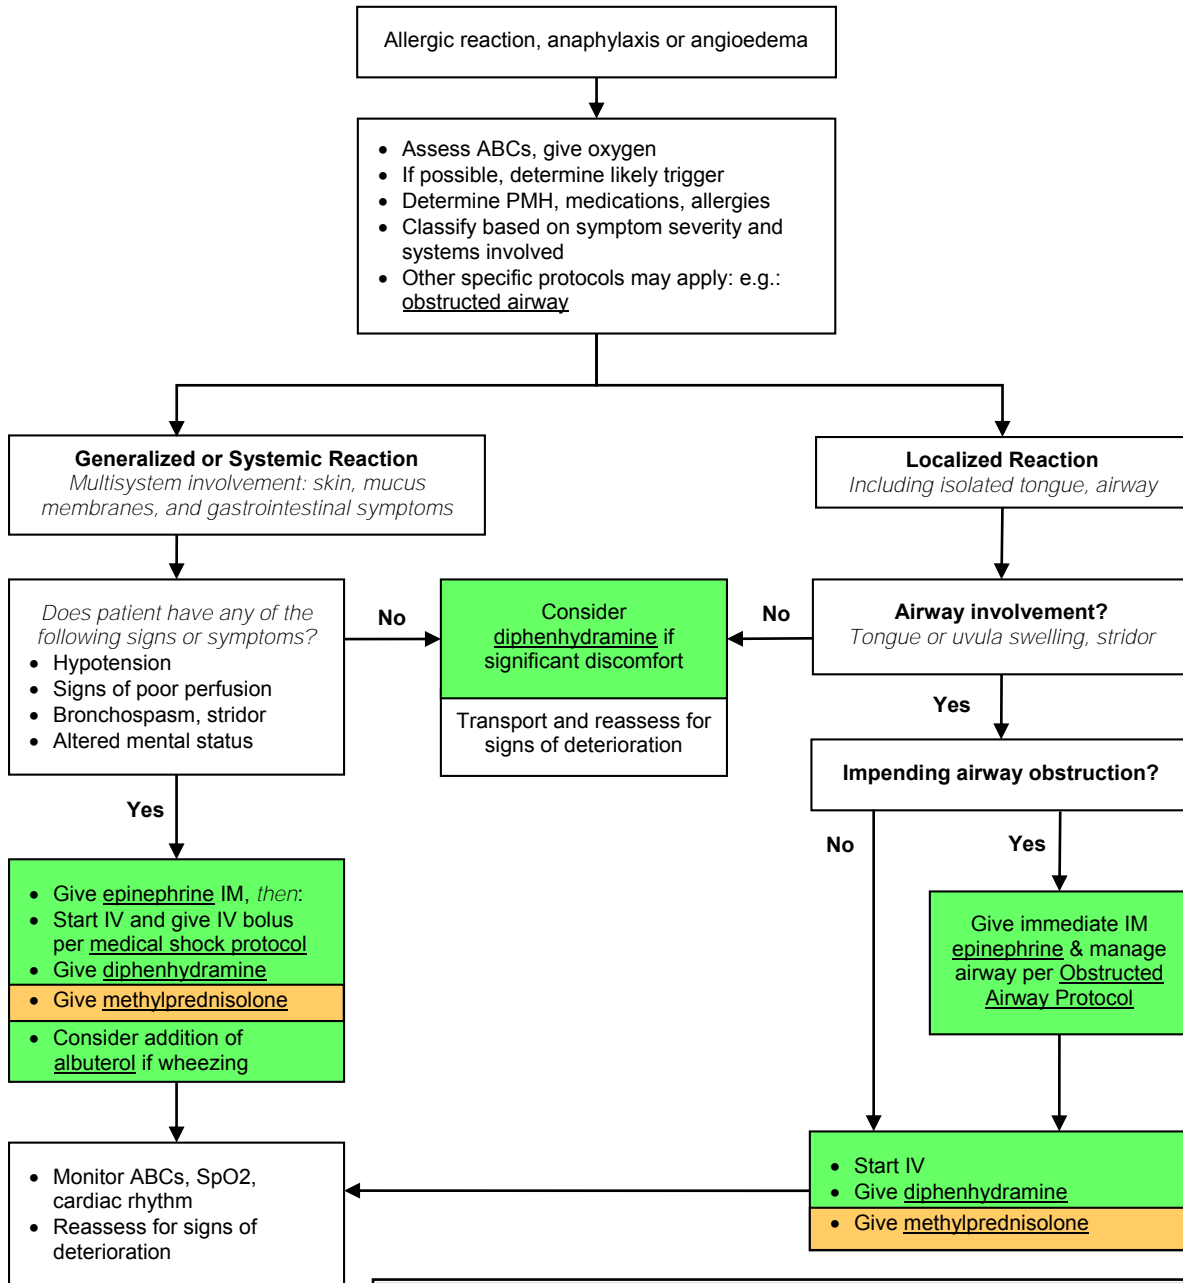 Allergic reaction, anaphylaxis or angioedema
• Assess ABCs, give oxygen
• If possible, determine likely trigger
• Determine PMH, medications, allergies
• Classify based on symptom severity and
systems involved
• Other specific protocols may apply: e.g.:
obstructed airway
Generalized or Systemic Reaction
Multisystem involvement: skin, mucus
membranes, and gastrointestinal symptoms
Localized Reaction
Including isolated tongue, airway
Does patient have any of the
following signs or symptoms?
• Hypotension
• Signs of poor perfusion
• Bronchospasm, stridor
• Altered mental status
No
Consider
diphenhydramine if
significant discomfort
Transport and reassess for
signs of deterioration
No
Airway involvement?
Tongue or uvula swelling, stridor
Yes
Impending airway obstruction?
Yes
No
Yes
• Give epinephrine IM, then:
• Start IV and give IV bolus
per medical shock protocol
• Give diphenhydramine
• Give methylprednisolone
• Consider addition of
albuterol if wheezing
Give immediate IM
epinephrine & manage
airway per Obstructed
Airway Protocol
• Monitor ABCs, SpO2,
cardiac rhythm
• Reassess for signs of
deterioration
• Start IV
• Give diphenhydramine
• Give methylprednisolone